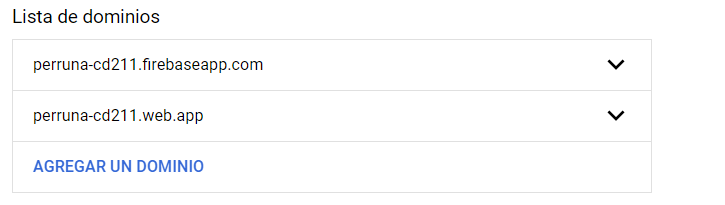 Lista de dominios
perruna-cd211.firebaseapp.com
perruna-cd211.web.app
AGREGAR UN DOMINIO